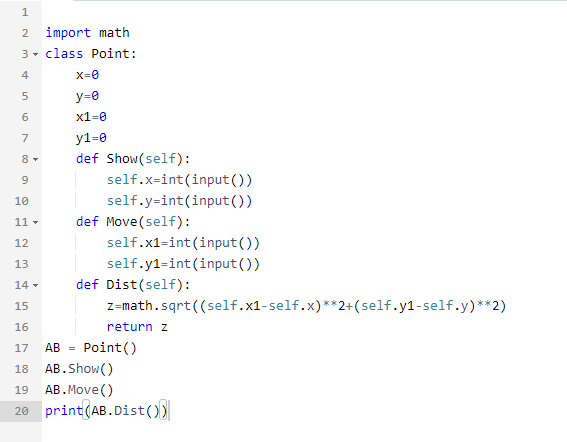 1
2 import math
3 class Point:
4     x=0
5     y=0
6     x1=0
7     y1=0
8     def Show(self):
9         self.x=int(input())
10         self.y=int(input())
11     def Move(self):
12         self.x1=int(input())
13         self.y1=int(input())
14     def Dist(self):
15         z=math.sqrt((self.x1-self.x)**2+(self.y1-self.y)**2)
16         return z
17 AB = Point()
18 AB.Show()
19 AB.Move()
20 print(AB.Dist())